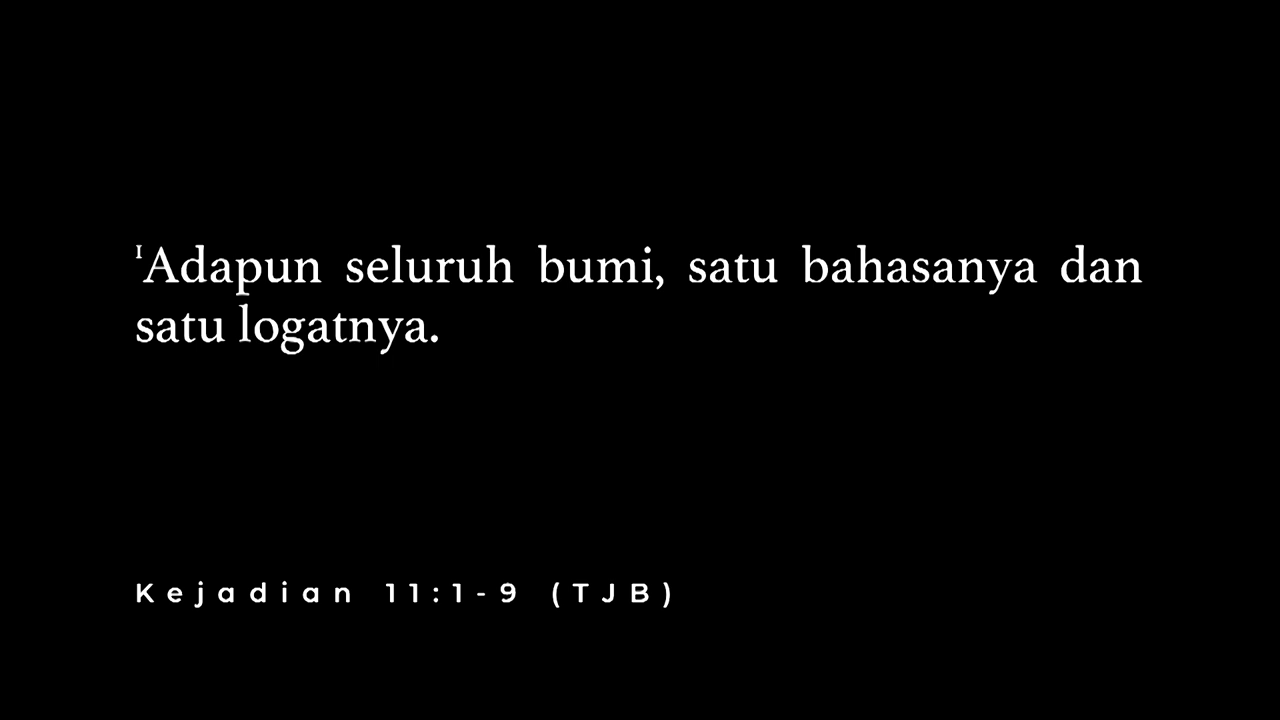 ¹Adapun seluruh bumi, satu bahasanya dan
satu logatnya.
Kejadian 11:1-9 (TJB)